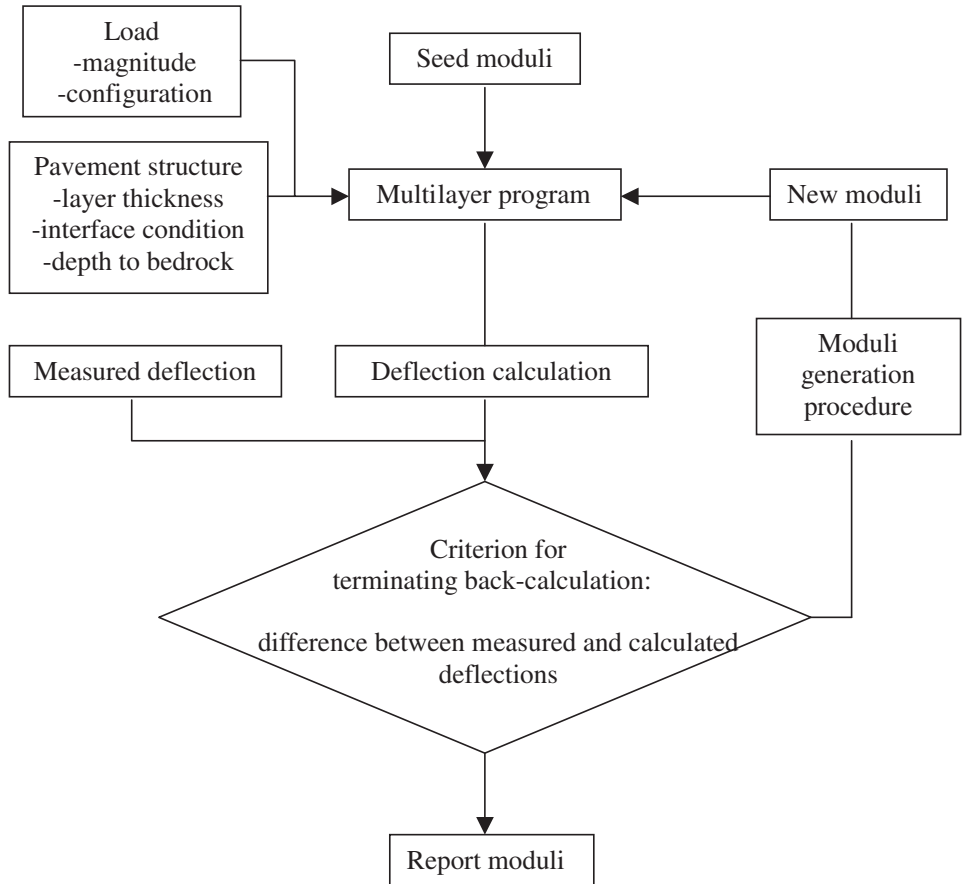 Load
-magnitude
-configuration
Seed moduli
Pavement structure
-layer thickness
-interface condition
-depth to bedrock
Multilayer program
New moduli
Measured deflection
Deflection calculation
Moduli
generation
procedure
Criterion for
terminating back-calculation:
difference between measured and calculated
deflections
Report moduli